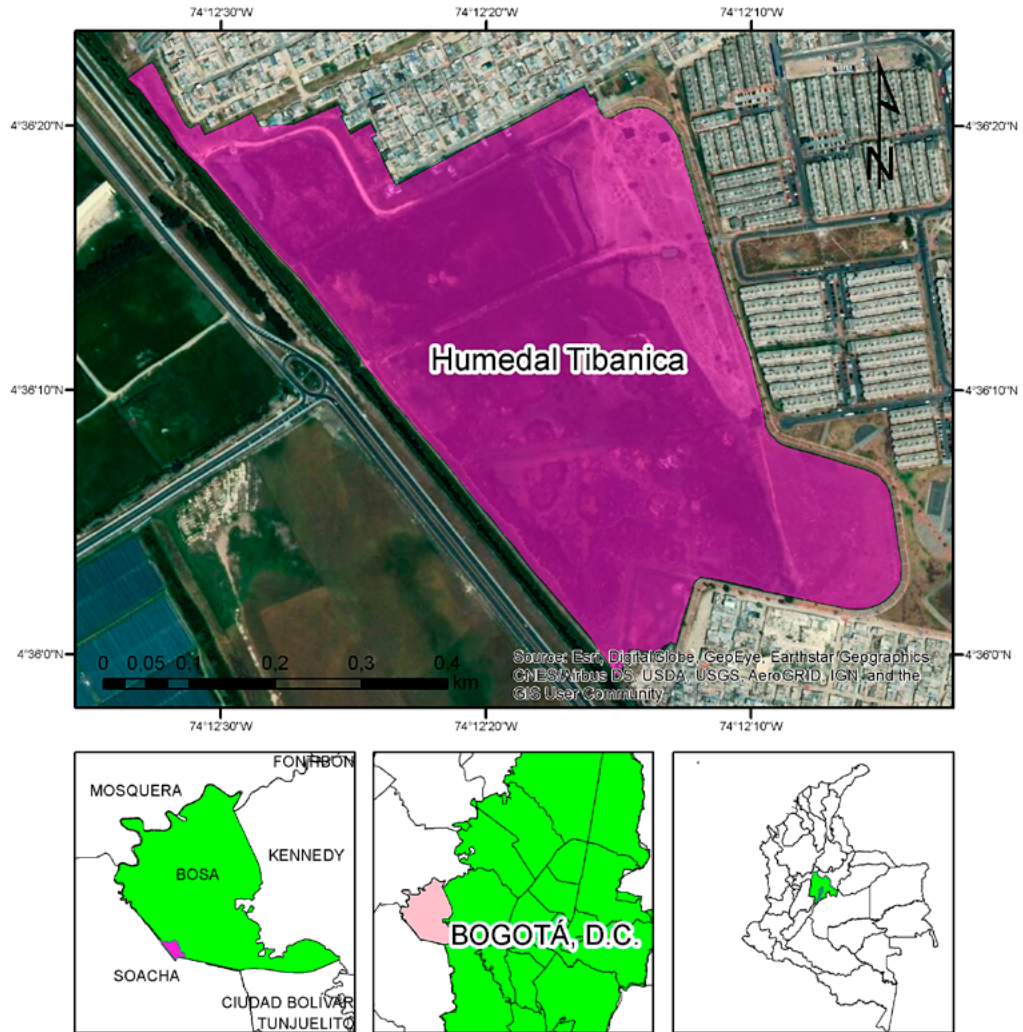 74°12'30"W 74°12'20"W 74°12'10"W
4°36'20"N 4°36'20"N
N
Humedal Tibanica
4°36'10"N 4°36'10"N
4°36'0"N 4°36'0"N
0 0,05 0,1 0,2 0,3 0,4
km
Source: Esri, DigitalGlobe, GeoEye, Earthstar Geographics,
CNES/Airbus DS, USDA, USGS, AeroGRID, IGN, and the
GIS User Community
74°12'30"W 74°12'20"W 74°12'10"W
FONTIBÓN
MOSQUERA
KENNEDY
BOSA
SOACHA
CIUDAD BOLÍVAR
TUNJUELITO
BOGOTÁ, D.C.